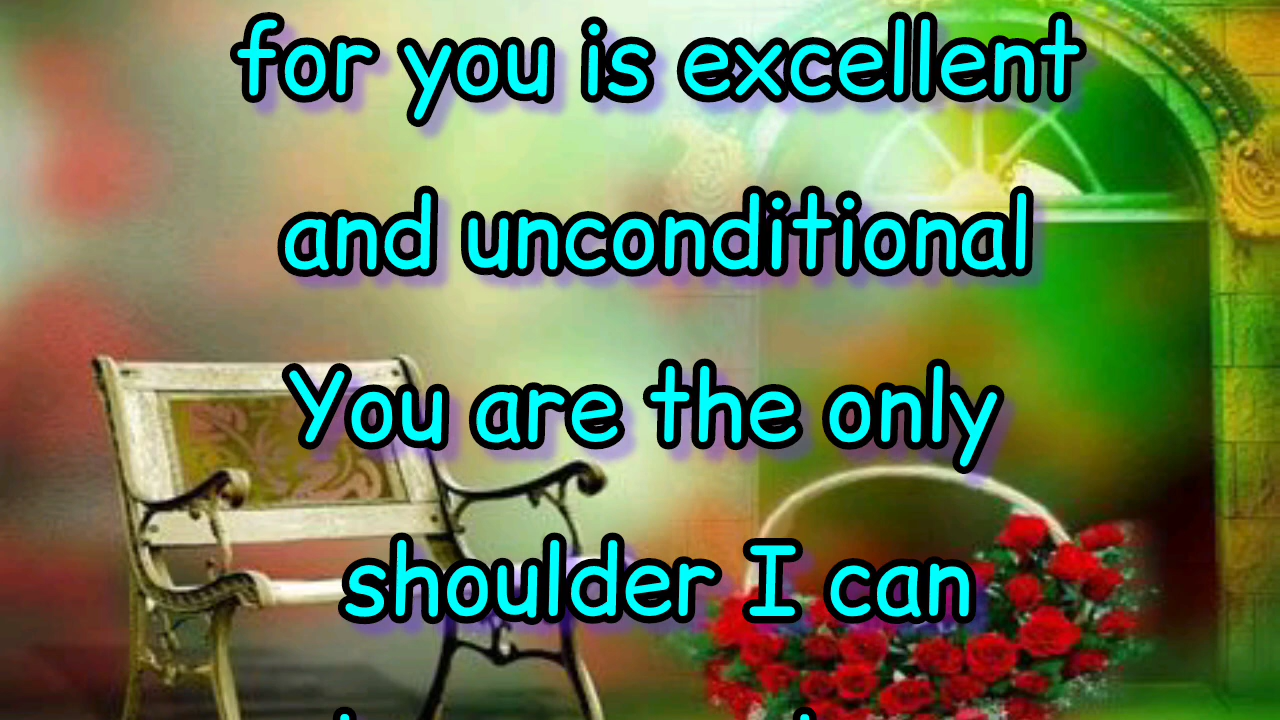 for you is excellent
and unconditional
You are the only
shoulder I can